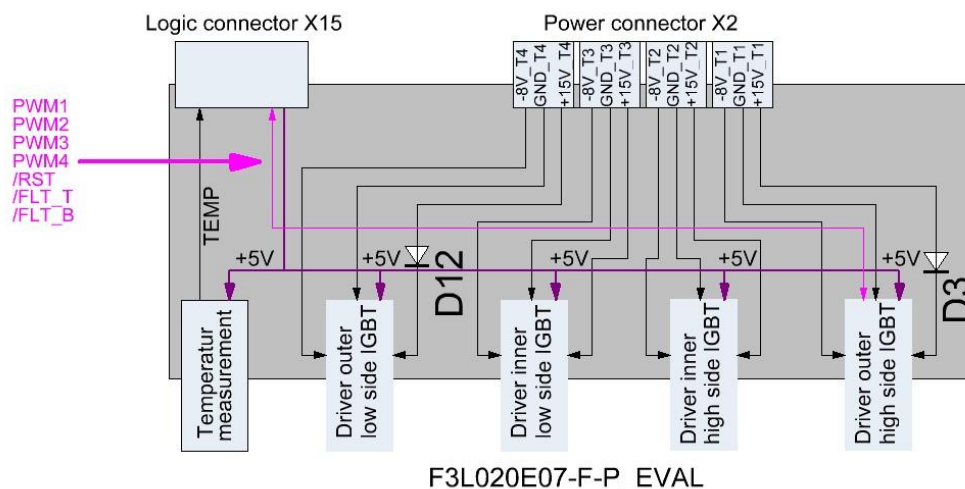 Logic connector X15
Power connector X2
-8V_T4
GND_T4
+15V_T4
-8V_T3
GND_T3
+15V_T3
-8V_T2
GND_T2
+15V_T2
-8V_T1
GND_T1
+15V_T1
PWM1
PWM2
PWM3
PWM4
/RST
/FLT_T
/FLT_B
TEMP
+5V
+5V
D12
+5V
+5V
+5V
D3
Temperatur
measurement
Driver outer
low side IGBT
Driver inner
low side IGBT
Driver inner
high side IGBT
Driver outer
high side IGBT
F3L020E07-F-P EVAL